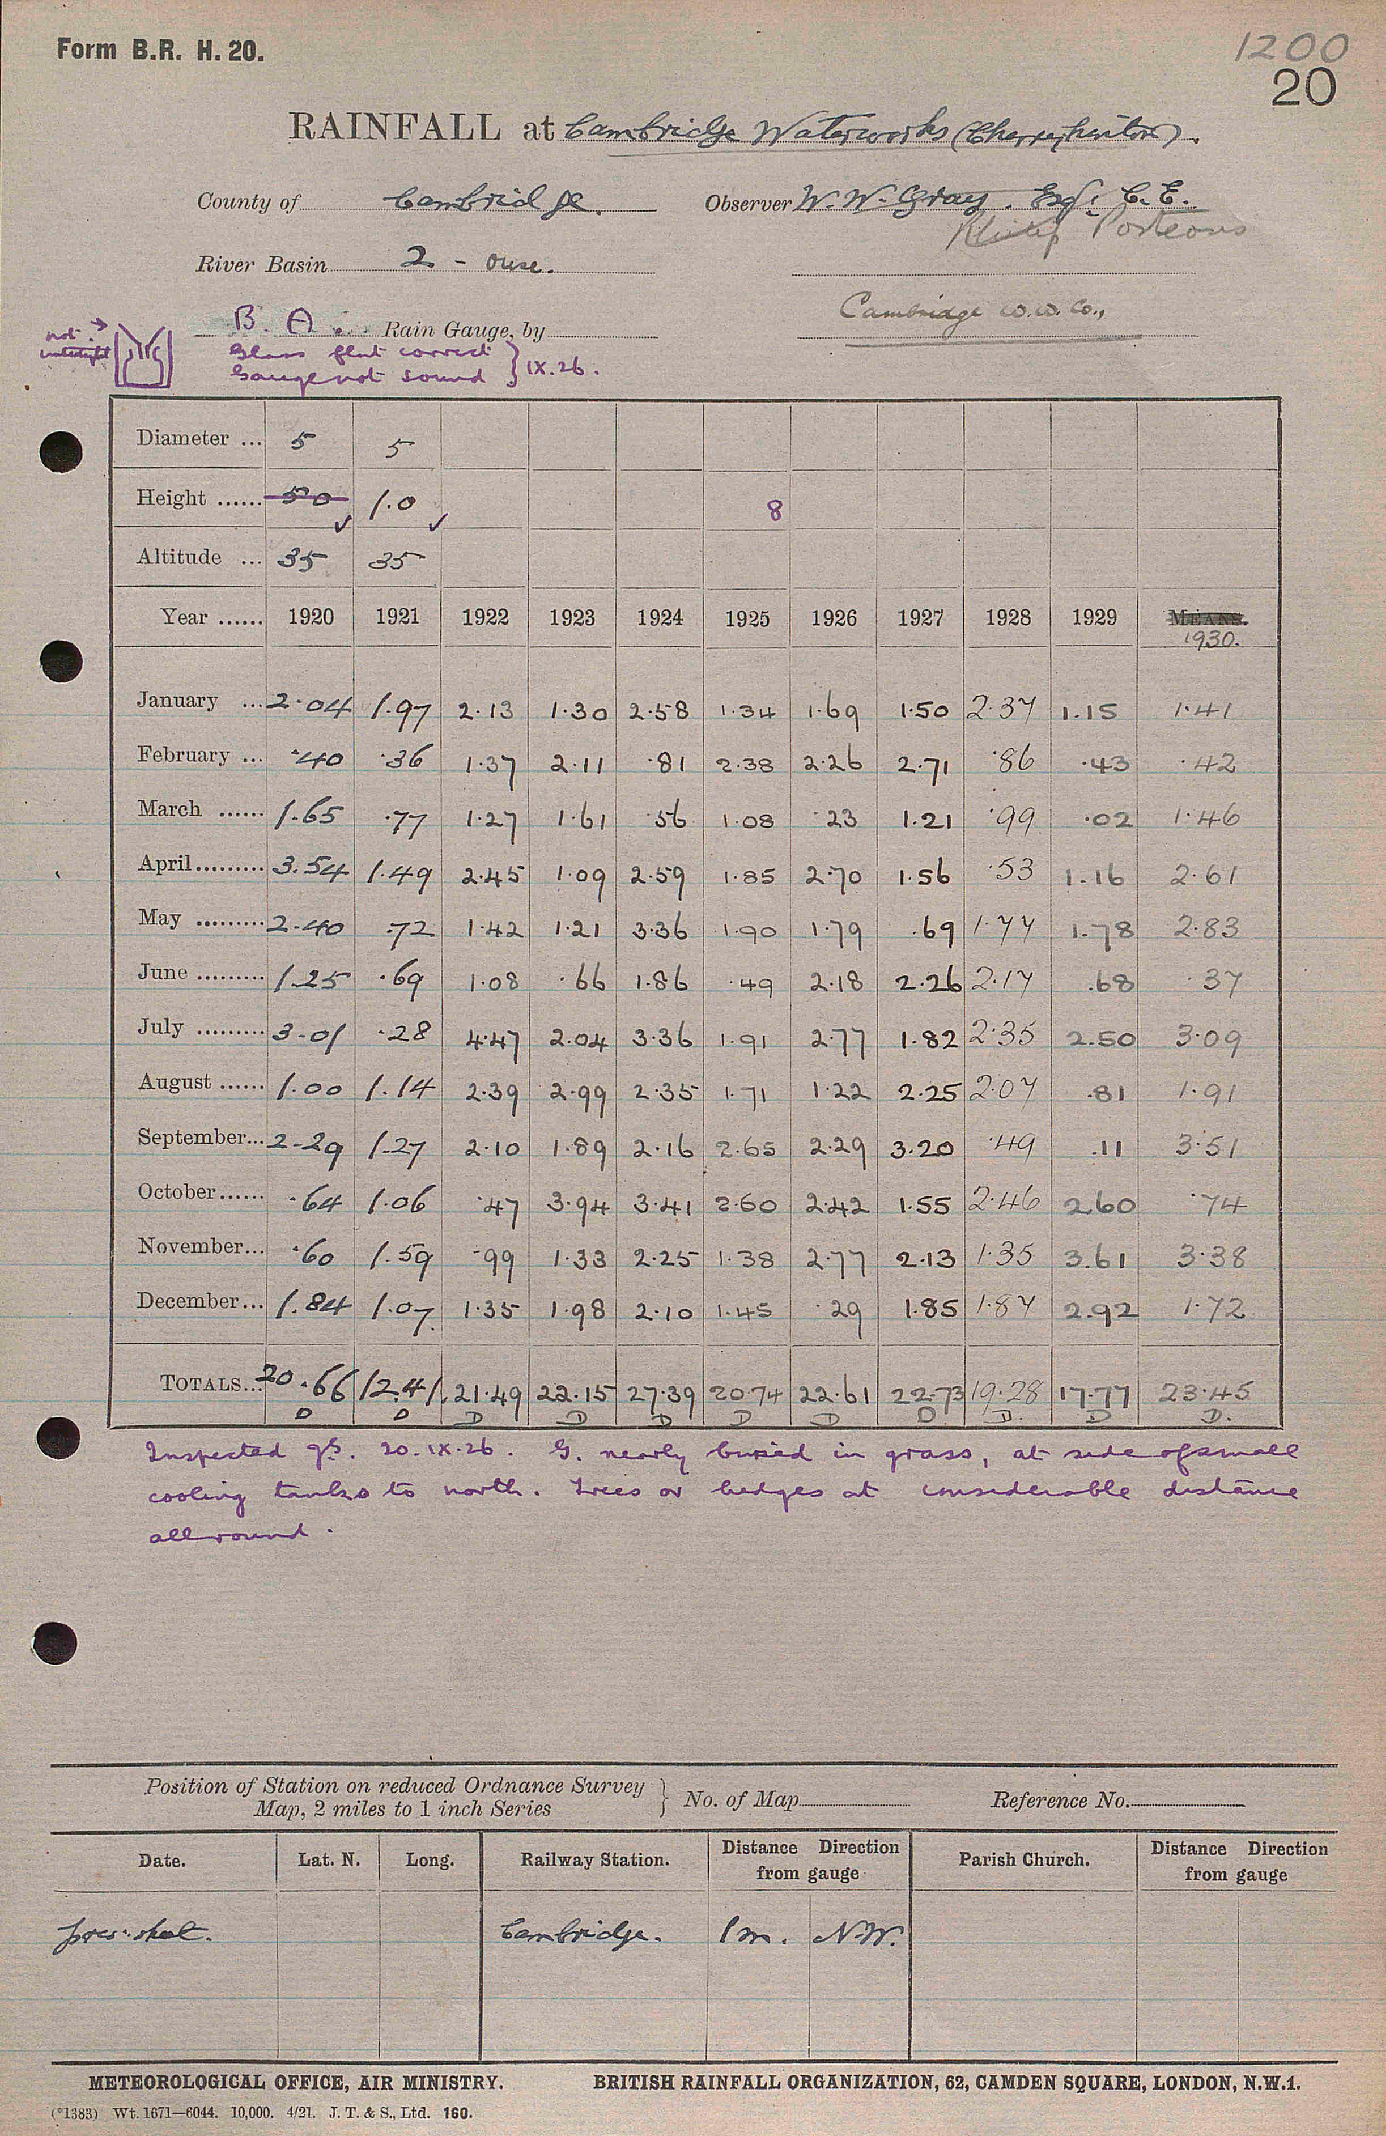 Form B.R. H. 20.
1200
20
RAINFALL at Cambridge Waterworks (Cherryhinton).
County of Cambridge.
Observer W. W. Gray. Esq. C.E.
Philip Porteous
River Basin 2 - Ouse.
Cambridge W.W. Co.,
B. A. Rain Gauge, by
not watertight
Glass flut correct } IX.26.
Gauge not sound
Diameter ... 5 5
Height ...... 50 1.0 8
Altitude ... 35 35
Year ...... 1920 1921 1922 1923 1924 1925 1926 1927 1928 1929 MEANS. 1930.
January ... 2.04 1.97 2.13 1.30 2.58 1.34 1.69 1.50 2.37 1.15 1.41
February ... .40 .36 1.37 2.11 .81 2.38 2.26 2.71 .86 .43 .42
March ...... 1.65 .77 1.27 1.61 .56 1.08 .23 1.21 .99 .02 1.46
April ......... 3.54 1.49 2.45 1.09 2.59 1.85 2.70 1.56 .53 1.16 2.61
May ......... 2.40 .72 1.42 1.21 3.36 1.90 1.79 .69 1.77 1.78 2.83
June ......... 1.25 .69 1.08 .66 1.86 .49 2.18 2.26 2.17 .68 .37
July ......... 3.01 .28 4.47 2.04 3.36 1.91 2.77 1.82 2.35 2.50 3.09
August ...... 1.00 1.14 2.39 2.99 2.35 1.71 1.22 2.25 2.07 .81 1.91
September... 2.29 1.27 2.10 1.89 2.16 2.65 2.29 3.20 .49 .11 3.51
October...... .64 1.06 .47 3.94 3.41 2.60 2.42 1.55 2.46 2.60 .74
November... .60 1.59 .99 1.33 2.25 1.38 2.77 2.13 1.35 3.61 3.38
December... 1.84 1.07 1.35 1.98 2.10 1.45 .29 1.85 1.87 2.92 1.72
TOTALS... 20.66 12.41 21.49 22.15 27.39 20.74 22.61 22.73 19.28 17.77 23.45
D D D D D D D D D. D D.
Inspected 20.IX.26. G. nearly buried in grass, at side of small
cooling tanks to north. Trees or hedges at considerable distance
all round.
Position of Station on reduced Ordnance Survey Map, 2 miles to 1 inch Series } No. of Map Reference No.
Date. Lat. N. Long. Railway Station. Distance Direction from gauge Parish Church. Distance Direction from gauge
prev. sheet. Cambridge. 1 m. N.W.
METEOROLOGICAL OFFICE, AIR MINISTRY. BRITISH RAINFALL ORGANIZATION, 62, CAMDEN SQUARE, LONDON, N.W.1.
(*1383) Wt. 1671—6044. 10,000. 4/21. J. T. & S., Ltd. 160.